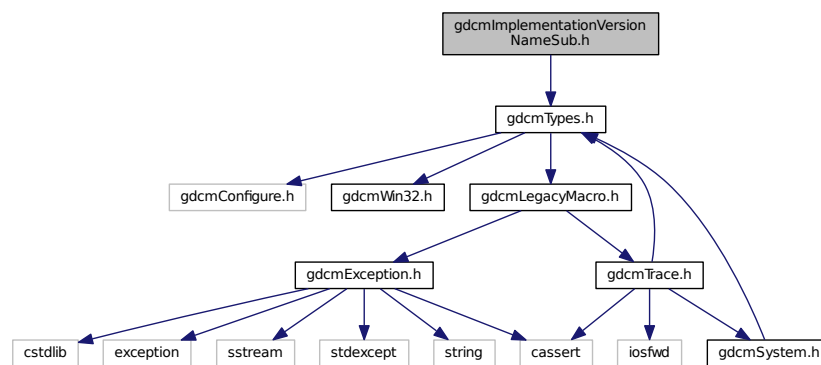 gdcmImplementationVersion
NameSub.h
gdcmTypes.h
gdcmConfigure.h
gdcmWin32.h
gdcmLegacyMacro.h
gdcmException.h
gdcmTrace.h
cstdlib
exception
sstream
stdexcept
string
cassert
iosfwd
gdcmSystem.h